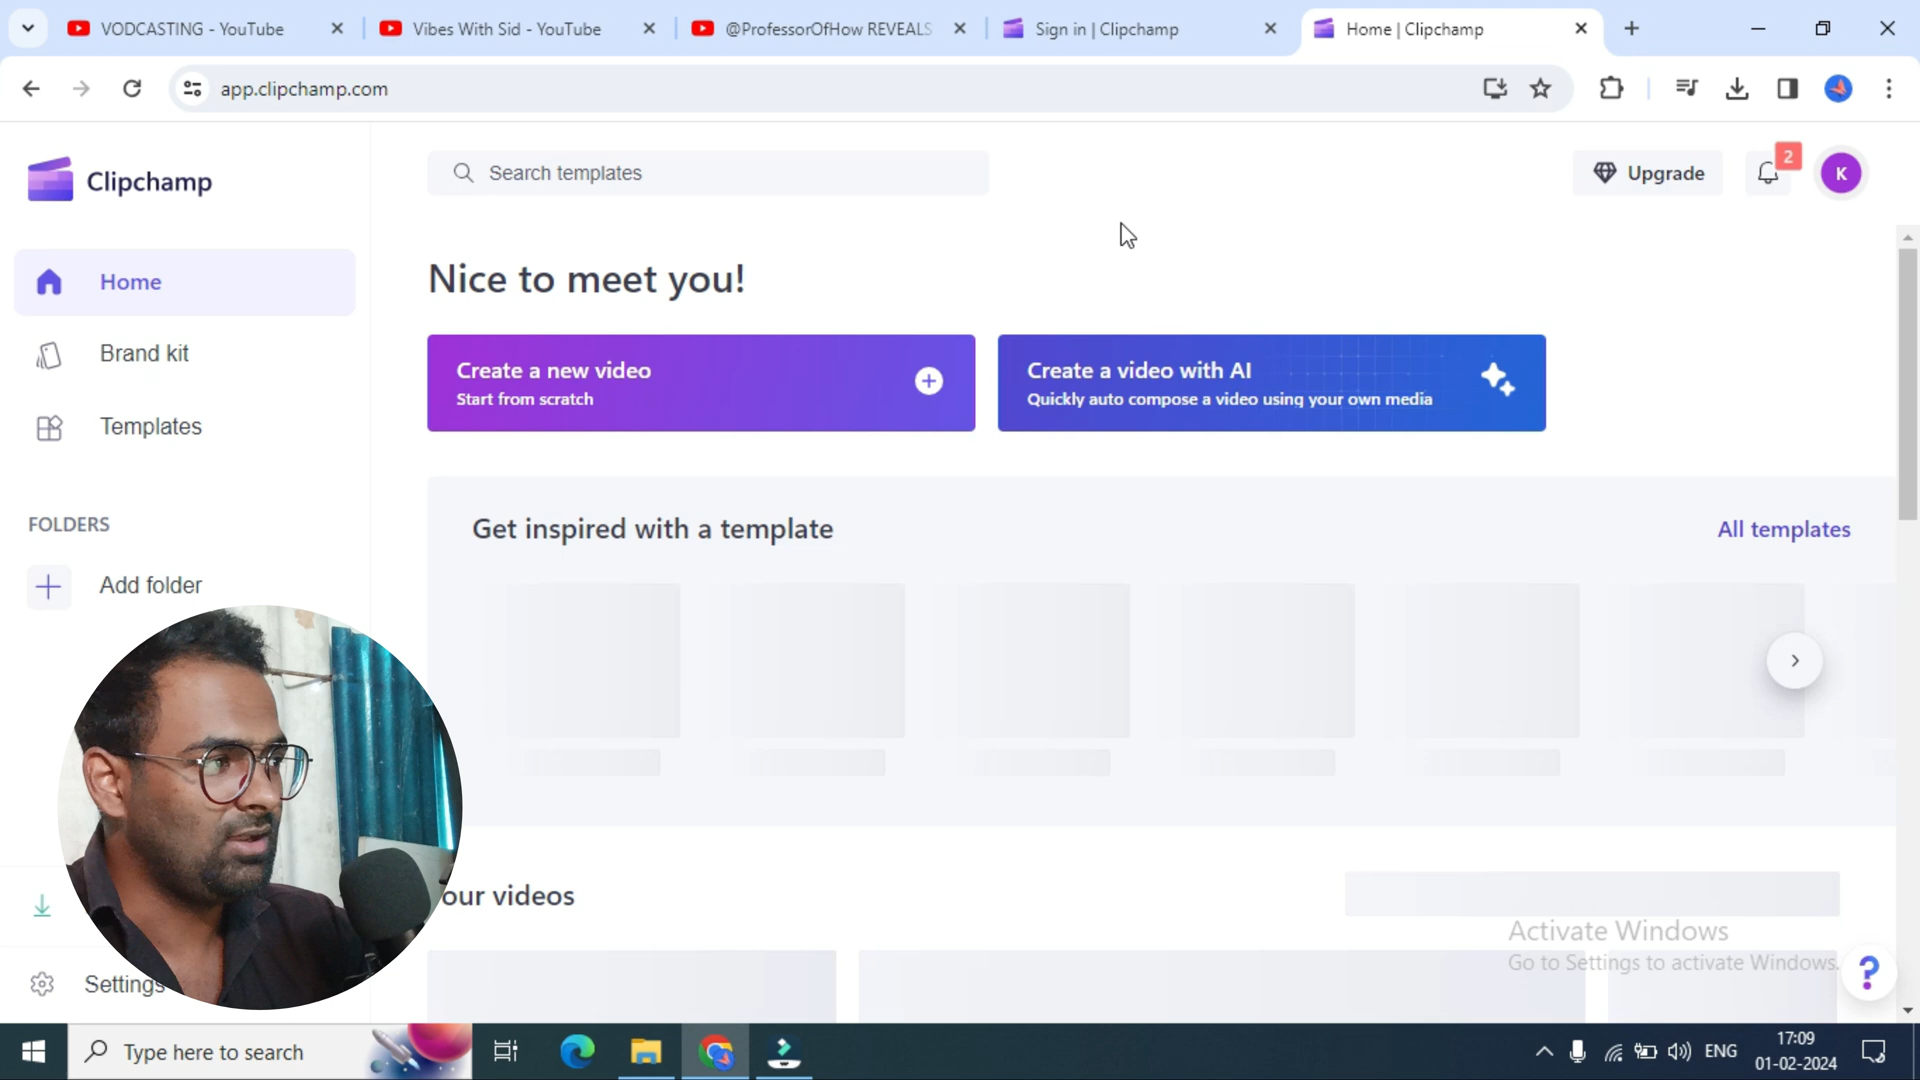 VODCASTING - YouTube
Vibes With Sid - YouTube
@ProfessorOfHow REVEALS
Sign in | Clipchamp
Home | Clipchamp
app.clipchamp.com
Clipchamp
Search templates
Upgrade
2
K
Home
Nice to meet you!
Brand kit
Create a new video
Start from scratch
Create a video with AI
Quickly auto compose a video using your own media
Templates
FOLDERS
Get inspired with a template
All templates
Add folder
our videos
Activate Windows
Go to Settings to activate Windows.
Settings
?
Type here to search
ENG
17:09
01-02-2024